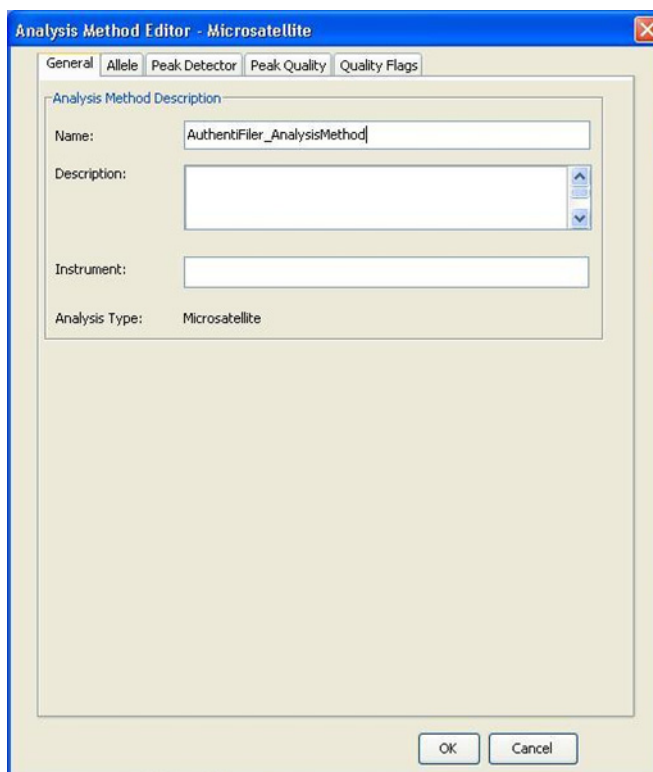 Analysis Method Editor - Microsatellite
General Allele Peak Detector Peak Quality Quality Flags
Analysis Method Description
Name: AuthentiFiler_AnalysisMethod
Description:
Instrument:
Analysis Type: Microsatellite
OK Cancel